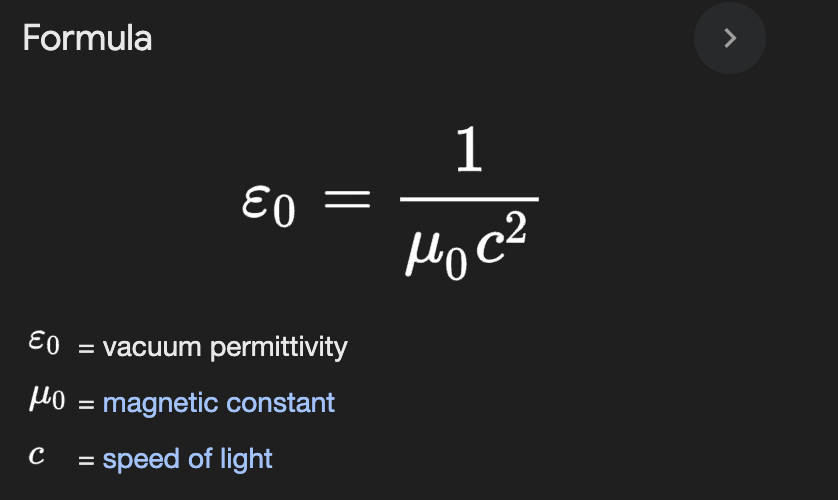 Formula
ε₀ = 1 / μ₀c²
ε₀ = vacuum permittivity
μ₀ = magnetic constant
c = speed of light